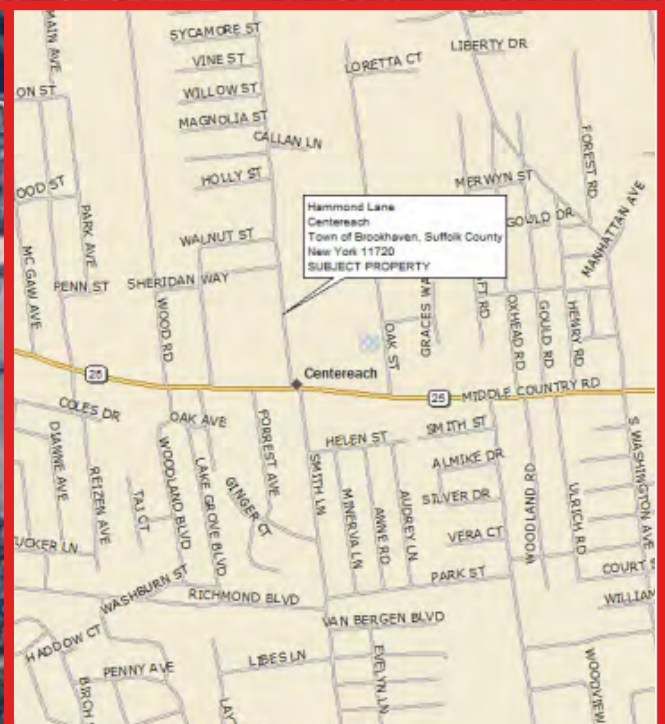 MAIN AVE
SYCAMORE ST
VINE ST
WILLOW ST
MAGNOLIA ST
CALLAN LN
LORETTA CT
LIBERTY DR
ON ST
HOLLY ST
OOD ST
PARK AVE
MERWYN ST
FOREST RD
GOULD DR
MANHATTAN AVE
Hammond Lane
Centereach
Town of Brookhaven, Suffolk County
New York 11720
SUBJECT PROPERTY
WALNUT ST
MC GAW AVE
PENN ST
SHERIDAN WAY
WOOD RD
OAK ST
GRACES WA
FT RD
OXHEAD RD
GOULD RD
HENRY RD
25
Centereach
25
MIDDLE COUNTRY RD
COLES DR
OAK AVE
DIANNE AVE
REIZEN AVE
TAJ CT
WOODLAND BLVD
LAKE GROVE BLVD
GINGER CT
FORREST AVE
SMITH LN
HELEN ST
MINERVA LN
ANNE RD
AUDREY LN
SMITH ST
ALMIKE DR
SILVER DR
VERA CT
WOODLAND RD
ULRICH RD
S WASHINGTON AVE
TUCKER LN
PARK ST
COURT S
WASHBURN ST
RICHMOND BLVD
WILLIAM
HADDOW CT
VAN BERGEN BLVD
PENNY AVE
LIBES LN
EVELYN LN
BIRCH
LAY
WOODVIEW